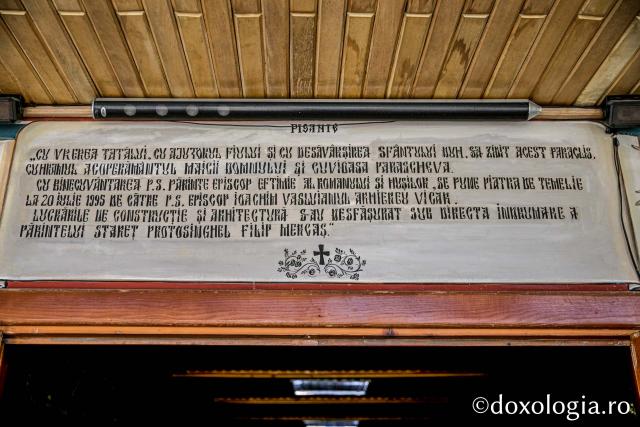 PISANIE
„CU VREREA TATĂLUI, CU AJUTORUL FIULUI ȘI CU DESĂVÂRȘIREA SFÂNTULUI DUH, S-A ZIDIT ACEST PARACLIS,
CU HRAMUL ACOPERĂMÂNTUL MAICII DOMNULUI ȘI CUVIOASA PARASCHEVA.
CU BINECUVÂNTAREA P.S. PĂRINTE EPISCOP EFTIMIE AL ROMANULUI ȘI HUȘILOR, SE PUNE PIATRA DE TEMELIE
LA 20 IULIE 1995 DE CĂTRE P.S. EPISCOP IOACHIM VASLUIANUL ARHIEREU VICAR.
LUCRĂRILE DE CONSTRUCȚIE ȘI ARHITECTURĂ S-AU DESFĂȘURAT SUB DIRECTA ÎNDRUMARE A
PĂRINTELUI STAREȚ PROTOSINGHEL FILIP MERCAȘ."
©doxologia.ro